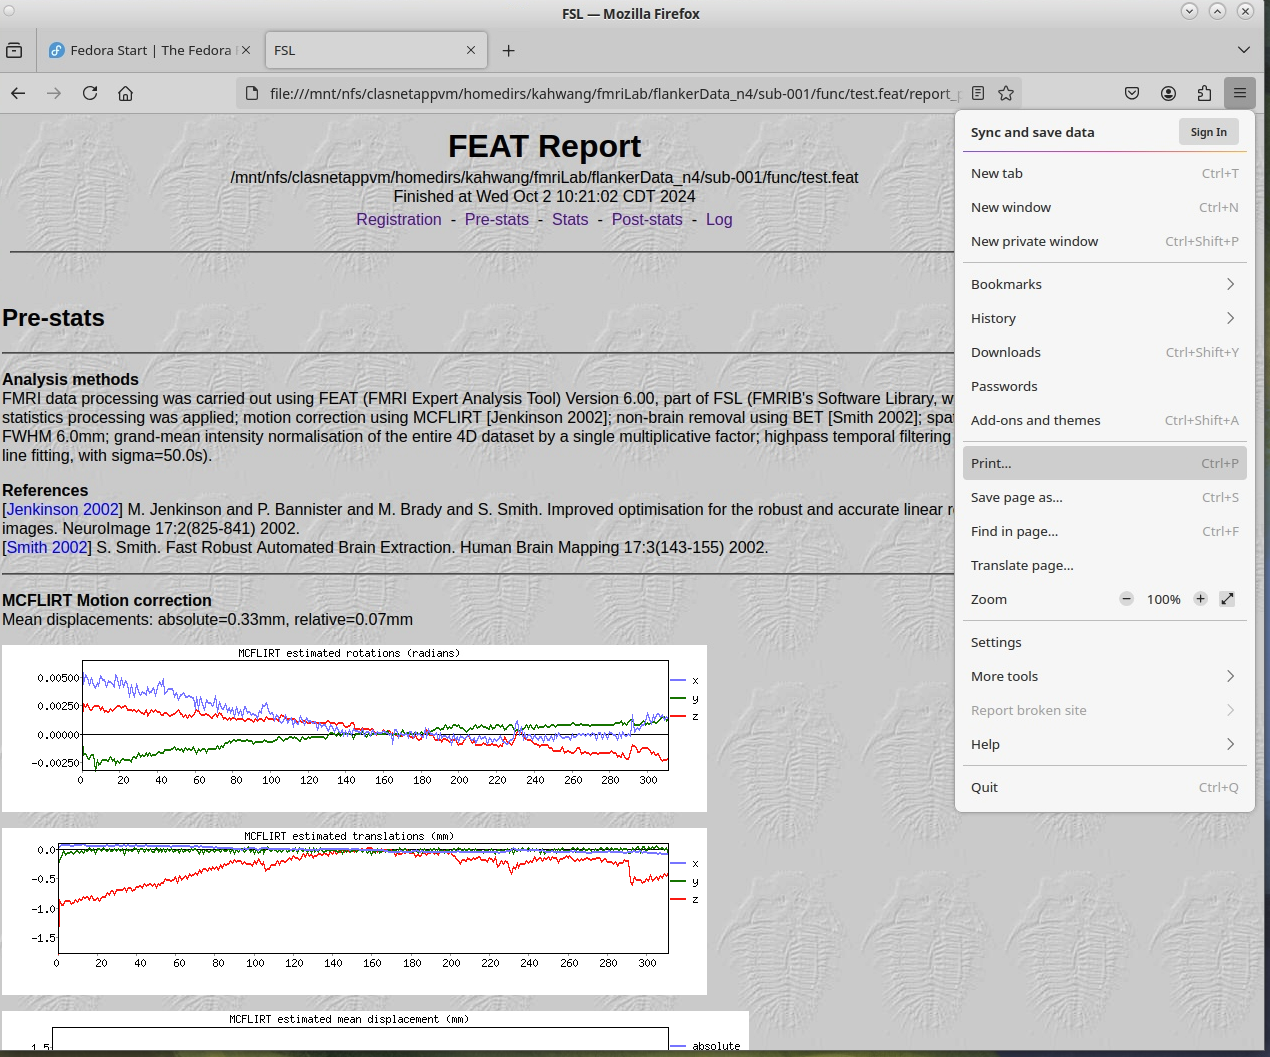 FSL — Mozilla Firefox
Fedora Start | The Fedora
FSL
file:///mnt/nfs/clasnetappvm/homedirs/kahwang/fmriLab/flankerData_n4/sub-001/func/test.feat/report_
Sync and save data Sign In
New tab Ctrl+T
New window Ctrl+N
New private window Ctrl+Shift+P
Bookmarks
History
Downloads Ctrl+Shift+Y
Passwords
Add-ons and themes Ctrl+Shift+A
Print... Ctrl+P
Save page as... Ctrl+S
Find in page... Ctrl+F
Translate page...
Zoom − 100% +
Settings
More tools
Report broken site
Help
Quit Ctrl+Q
FEAT Report
/mnt/nfs/clasnetappvm/homedirs/kahwang/fmriLab/flankerData_n4/sub-001/func/test.feat
Finished at Wed Oct 2 10:21:02 CDT 2024
Registration - Pre-stats - Stats - Post-stats - Log
Pre-stats
Analysis methods
FMRI data processing was carried out using FEAT (FMRI Expert Analysis Tool) Version 6.00, part of FSL (FMRIB's Software Library, w
statistics processing was applied; motion correction using MCFLIRT [Jenkinson 2002]; non-brain removal using BET [Smith 2002]; spat
FWHM 6.0mm; grand-mean intensity normalisation of the entire 4D dataset by a single multiplicative factor; highpass temporal filtering
line fitting, with sigma=50.0s).
References
[Jenkinson 2002] M. Jenkinson and P. Bannister and M. Brady and S. Smith. Improved optimisation for the robust and accurate linear r
images. NeuroImage 17:2(825-841) 2002.
[Smith 2002] S. Smith. Fast Robust Automated Brain Extraction. Human Brain Mapping 17:3(143-155) 2002.
MCFLIRT Motion correction
Mean displacements: absolute=0.33mm, relative=0.07mm
MCFLIRT estimated rotations (radians)
0.00500
0.00250
0.00000
-0.00250
0 20 40 60 80 100 120 140 160 180 200 220 240 260 280 300
x
y
z
MCFLIRT estimated translations (mm)
0.0
-0.5
-1.0
-1.5
0 20 40 60 80 100 120 140 160 180 200 220 240 260 280 300
x
y
z
MCFLIRT estimated mean displacement (mm)
1.5
absolute